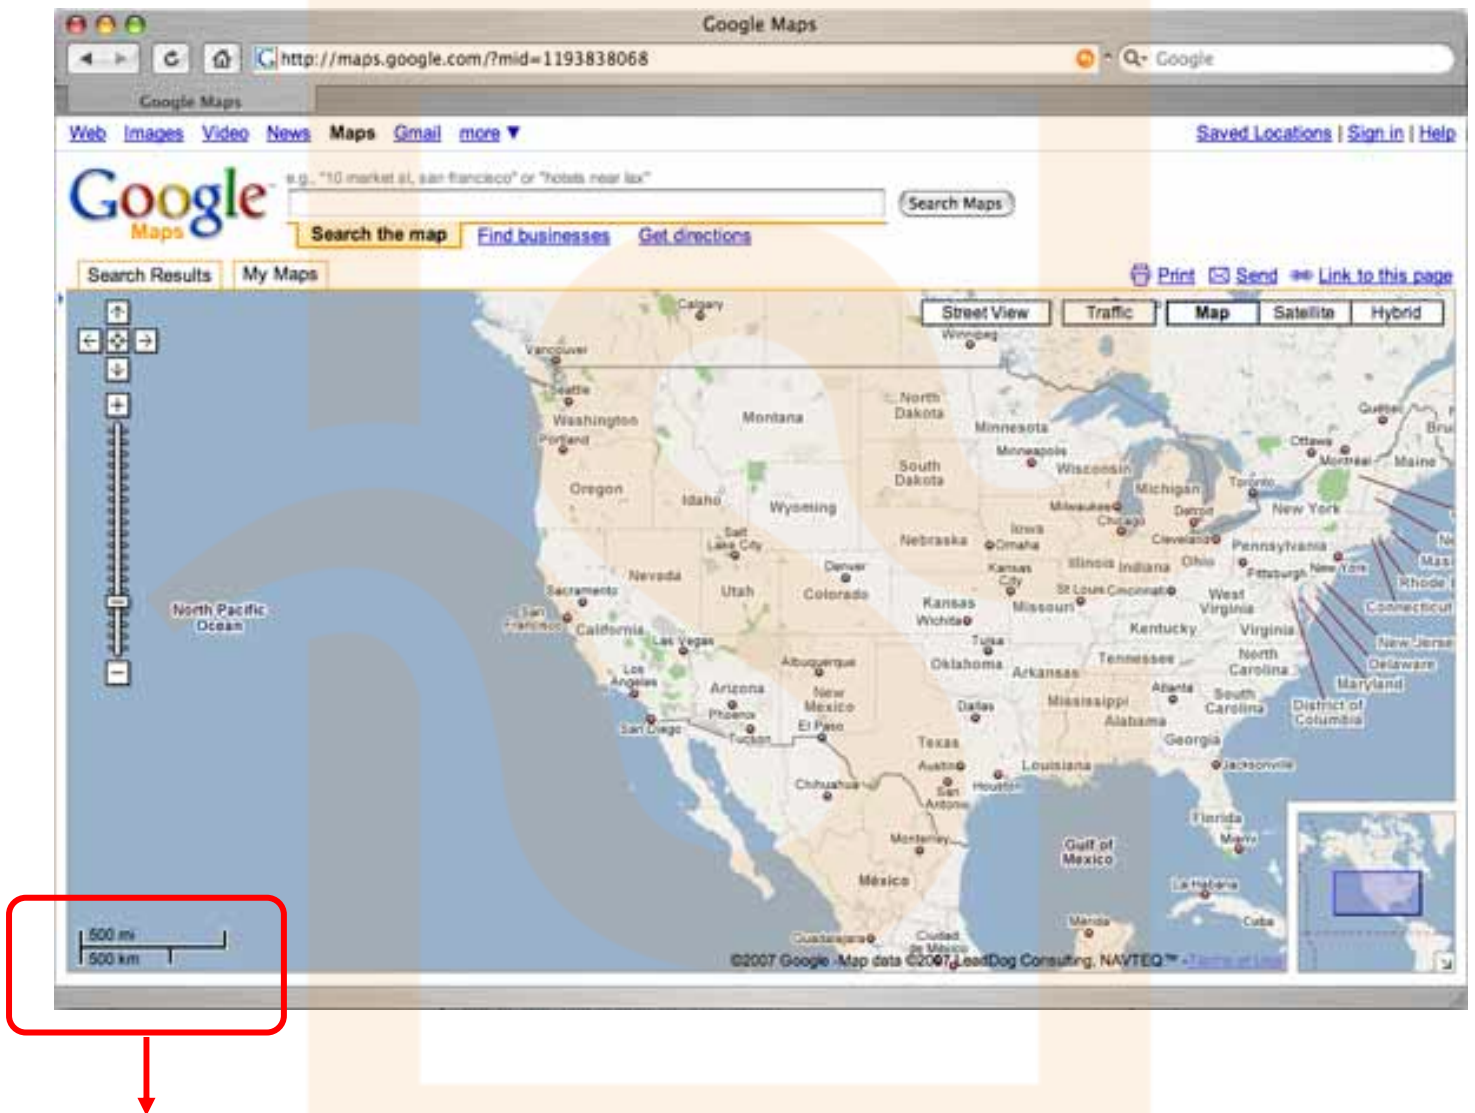 Google Maps
http://maps.google.com/?mid=1193838068
Google
Google Maps
Web Images Video News Maps Gmail more ▼
Saved Locations | Sign in | Help
Google
Maps
e.g., "10 market st, san francisco" or "hotels near lax"
Search Maps
Search the map Find businesses Get directions
Search Results My Maps
Print Send Link to this page
Street View Traffic Map Satellite Hybrid
Calgary
Winnipeg
Vancouver
Seattle
Washington
Portland
Montana
North
Dakota
Minnesota
Minneapolis
Quebec
Ottawa
Montreal
Maine
South
Dakota
Wisconsin
Michigan
Toronto
Oregon
Idaho
Wyoming
Milwaukee
Chicago
Detroit
New York
Salt
Lake City
Nebraska
Iowa
Omaha
Cleveland
Pennsylvania
Nevada
Utah
Denver
Colorado
Kansas
City
Illinois
Indiana
Ohio
Pittsburgh
New York
Mass
Rhode I
Connecticut
North Pacific
Ocean
Sacramento
San
Francisco
California
Las Vegas
Kansas
Wichita
Missouri
St Louis
Cincinnati
West
Virginia
Kentucky
Virginia
New Jerse
Delaware
Maryland
District of
Columbia
Los
Angeles
Arizona
Phoenix
Albuquerque
New
Mexico
Tulsa
Oklahoma
Arkansas
Tennessee
North
Carolina
San Diego
Tucson
El Paso
Dallas
Mississippi
Alabama
Atlanta
South
Carolina
Georgia
Texas
Austin
San
Antonio
Houston
Louisiana
Jacksonville
Chihuahua
Florida
Miami
Monterrey
Gulf of
Mexico
México
La Habana
Cuba
Mérida
Guadalajara
Ciudad
de México
500 mi
500 km
©2007 Google - Map data ©2007 LeadDog Consulting, NAVTEQ™ - Terms of Use